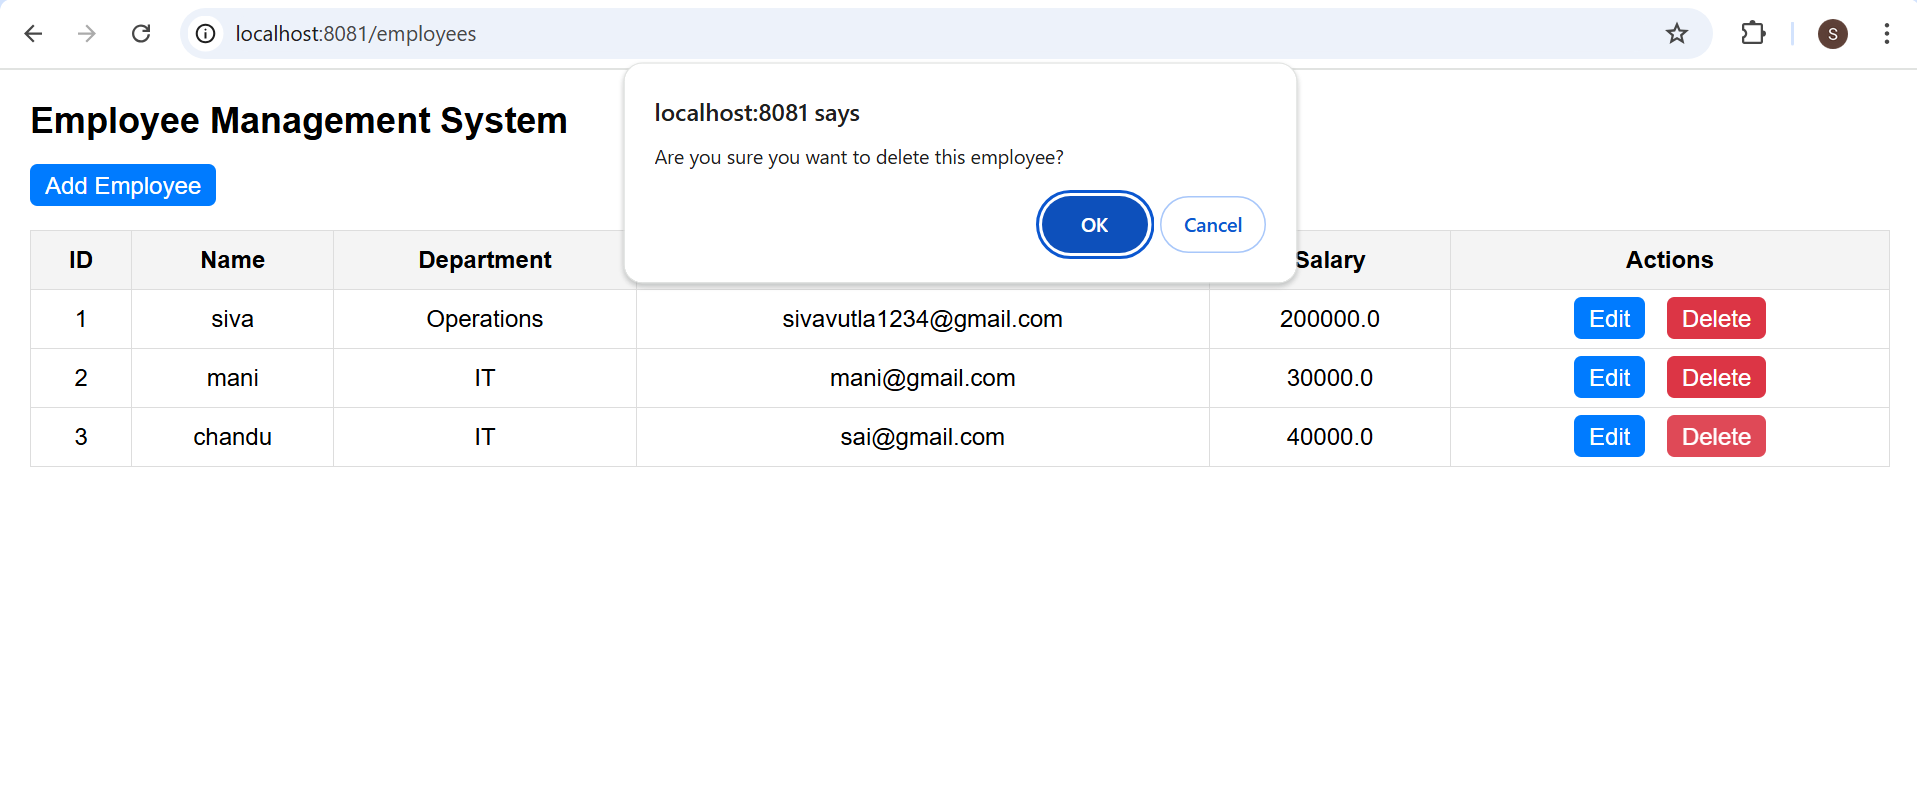 localhost:8081/employees
S
localhost:8081 says
Are you sure you want to delete this employee?
OK Cancel
Employee Management System
Add Employee
ID Name Department Salary Actions
1 siva Operations sivavutla1234@gmail.com 200000.0 Edit Delete
2 mani IT mani@gmail.com 30000.0 Edit Delete
3 chandu IT sai@gmail.com 40000.0 Edit Delete